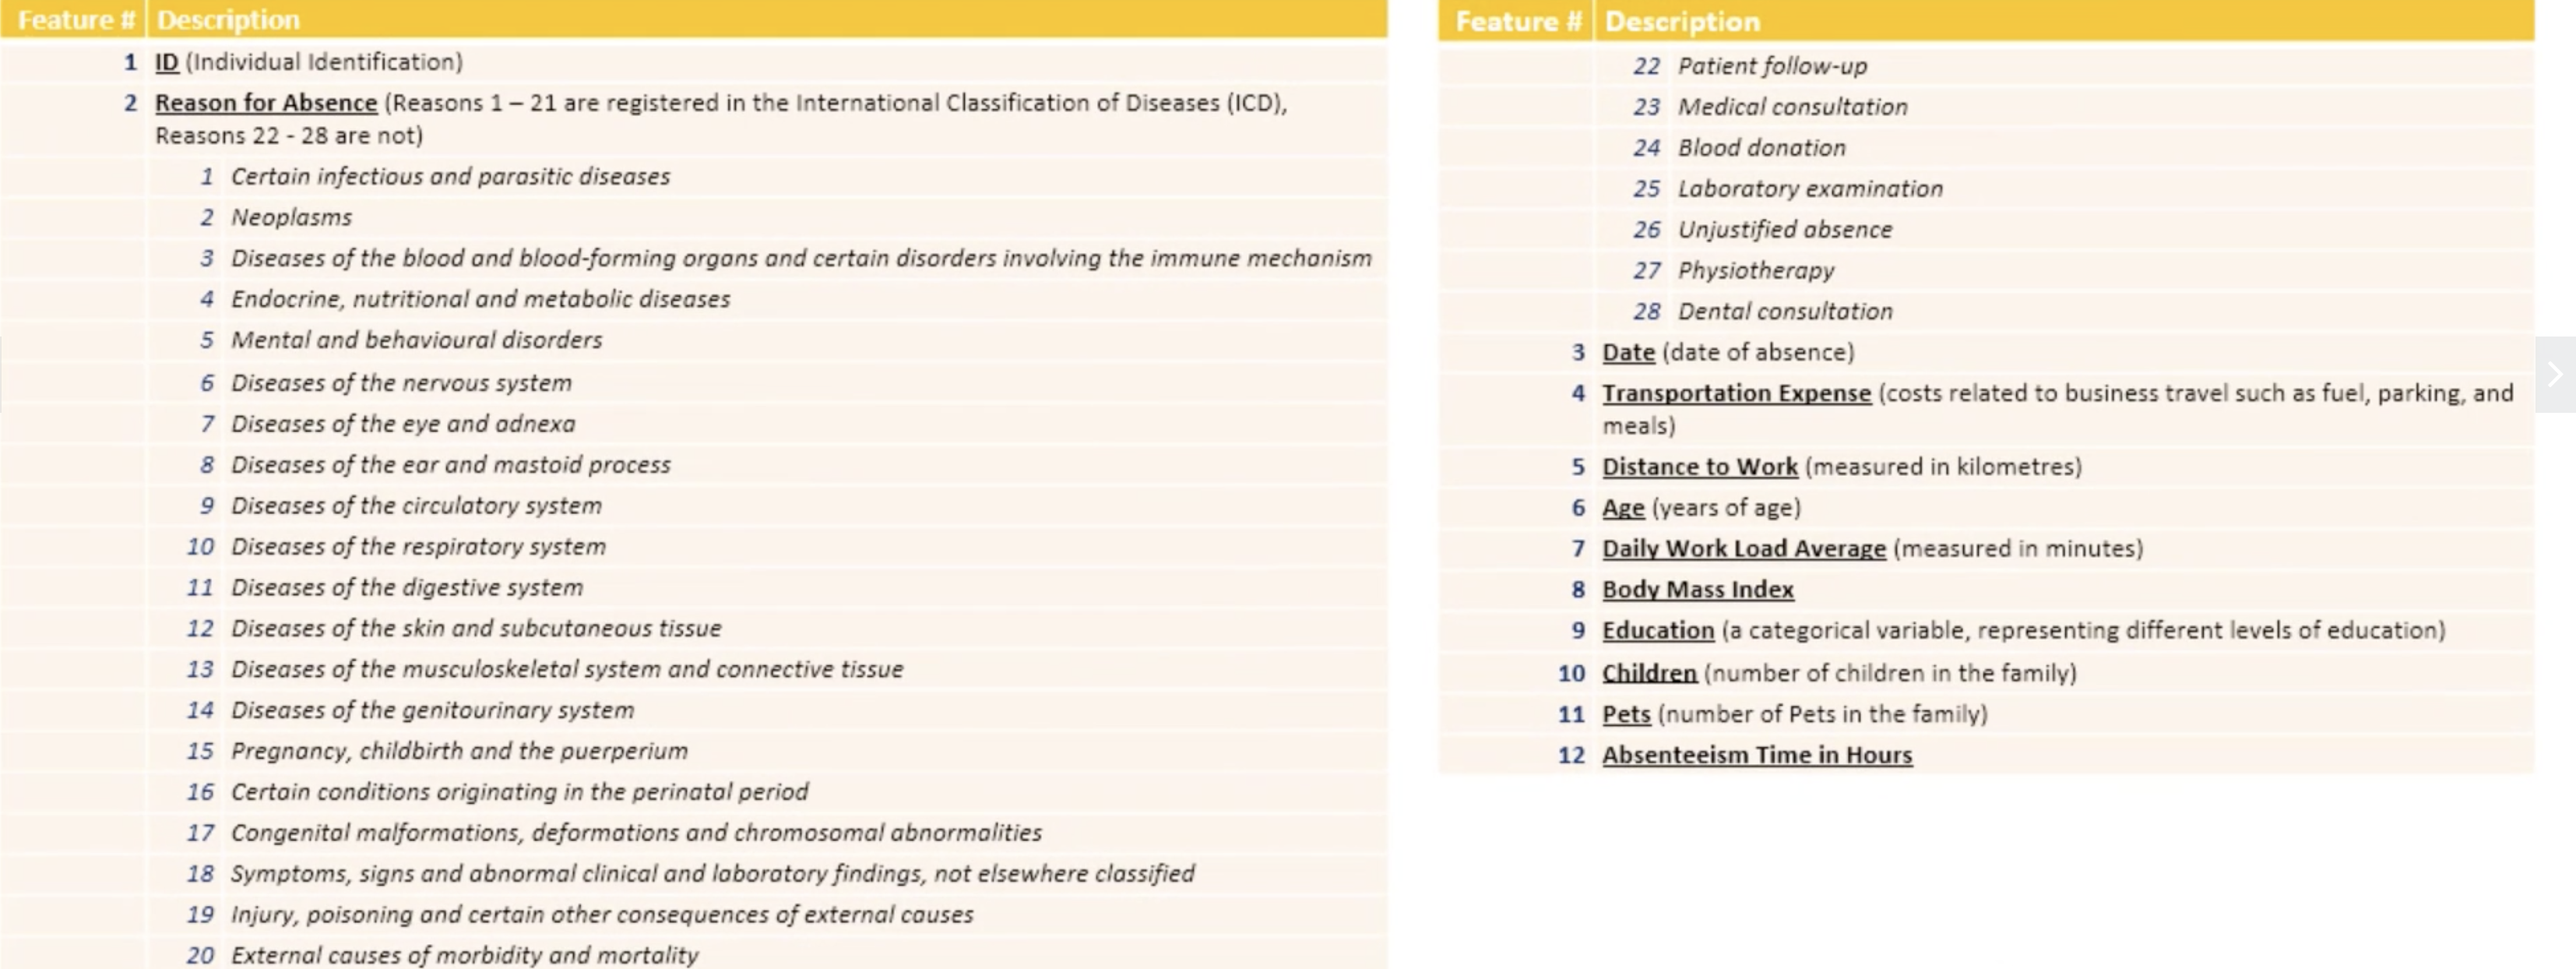 Feature # Description
1 ID (Individual Identification)
2 Reason for Absence (Reasons 1 – 21 are registered in the International Classification of Diseases (ICD),
Reasons 22 - 28 are not)
1 Certain infectious and parasitic diseases
2 Neoplasms
3 Diseases of the blood and blood-forming organs and certain disorders involving the immune mechanism
4 Endocrine, nutritional and metabolic diseases
5 Mental and behavioural disorders
6 Diseases of the nervous system
7 Diseases of the eye and adnexa
8 Diseases of the ear and mastoid process
9 Diseases of the circulatory system
10 Diseases of the respiratory system
11 Diseases of the digestive system
12 Diseases of the skin and subcutaneous tissue
13 Diseases of the musculoskeletal system and connective tissue
14 Diseases of the genitourinary system
15 Pregnancy, childbirth and the puerperium
16 Certain conditions originating in the perinatal period
17 Congenital malformations, deformations and chromosomal abnormalities
18 Symptoms, signs and abnormal clinical and laboratory findings, not elsewhere classified
19 Injury, poisoning and certain other consequences of external causes
20 External causes of morbidity and mortality
Feature # Description
22 Patient follow-up
23 Medical consultation
24 Blood donation
25 Laboratory examination
26 Unjustified absence
27 Physiotherapy
28 Dental consultation
3 Date (date of absence)
4 Transportation Expense (costs related to business travel such as fuel, parking, and
meals)
5 Distance to Work (measured in kilometres)
6 Age (years of age)
7 Daily Work Load Average (measured in minutes)
8 Body Mass Index
9 Education (a categorical variable, representing different levels of education)
10 Children (number of children in the family)
11 Pets (number of Pets in the family)
12 Absenteeism Time in Hours